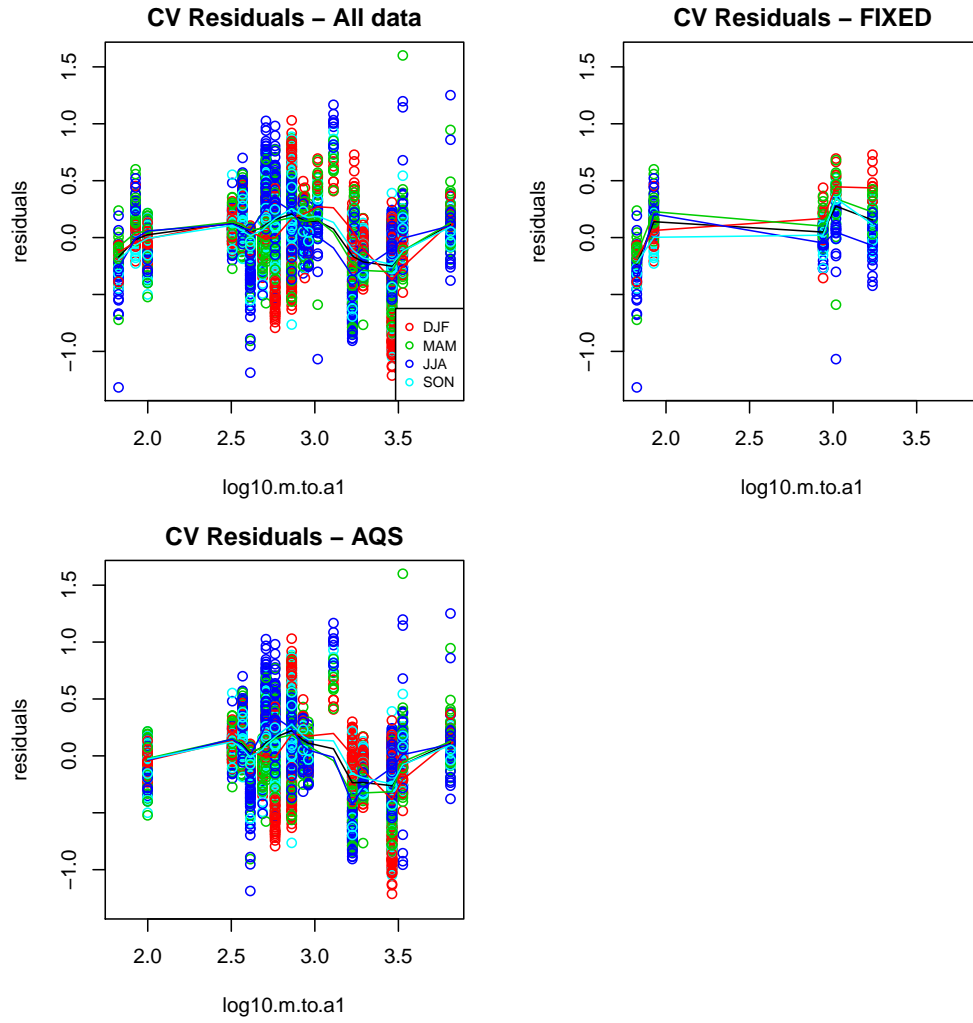 CV Residuals − All data
residuals
1.5
1.0
0.5
0.0
−1.0
DJF
MAM
JJA
SON
2.0 2.5 3.0 3.5
log10.m.to.a1
CV Residuals − FIXED
residuals
1.5
1.0
0.5
0.0
−1.0
2.0 2.5 3.0 3.5
log10.m.to.a1
CV Residuals − AQS
residuals
1.5
1.0
0.5
0.0
−1.0
2.0 2.5 3.0 3.5
log10.m.to.a1